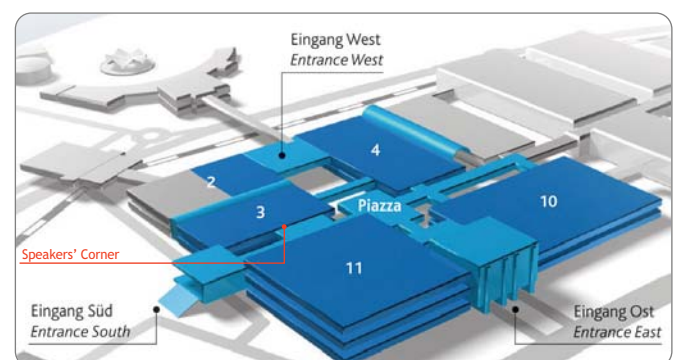 Eingang West
Entrance West
4
2
3
Piazza
10
Speakers' Corner
11
Eingang Süd
Entrance South
Eingang Ost
Entrance East